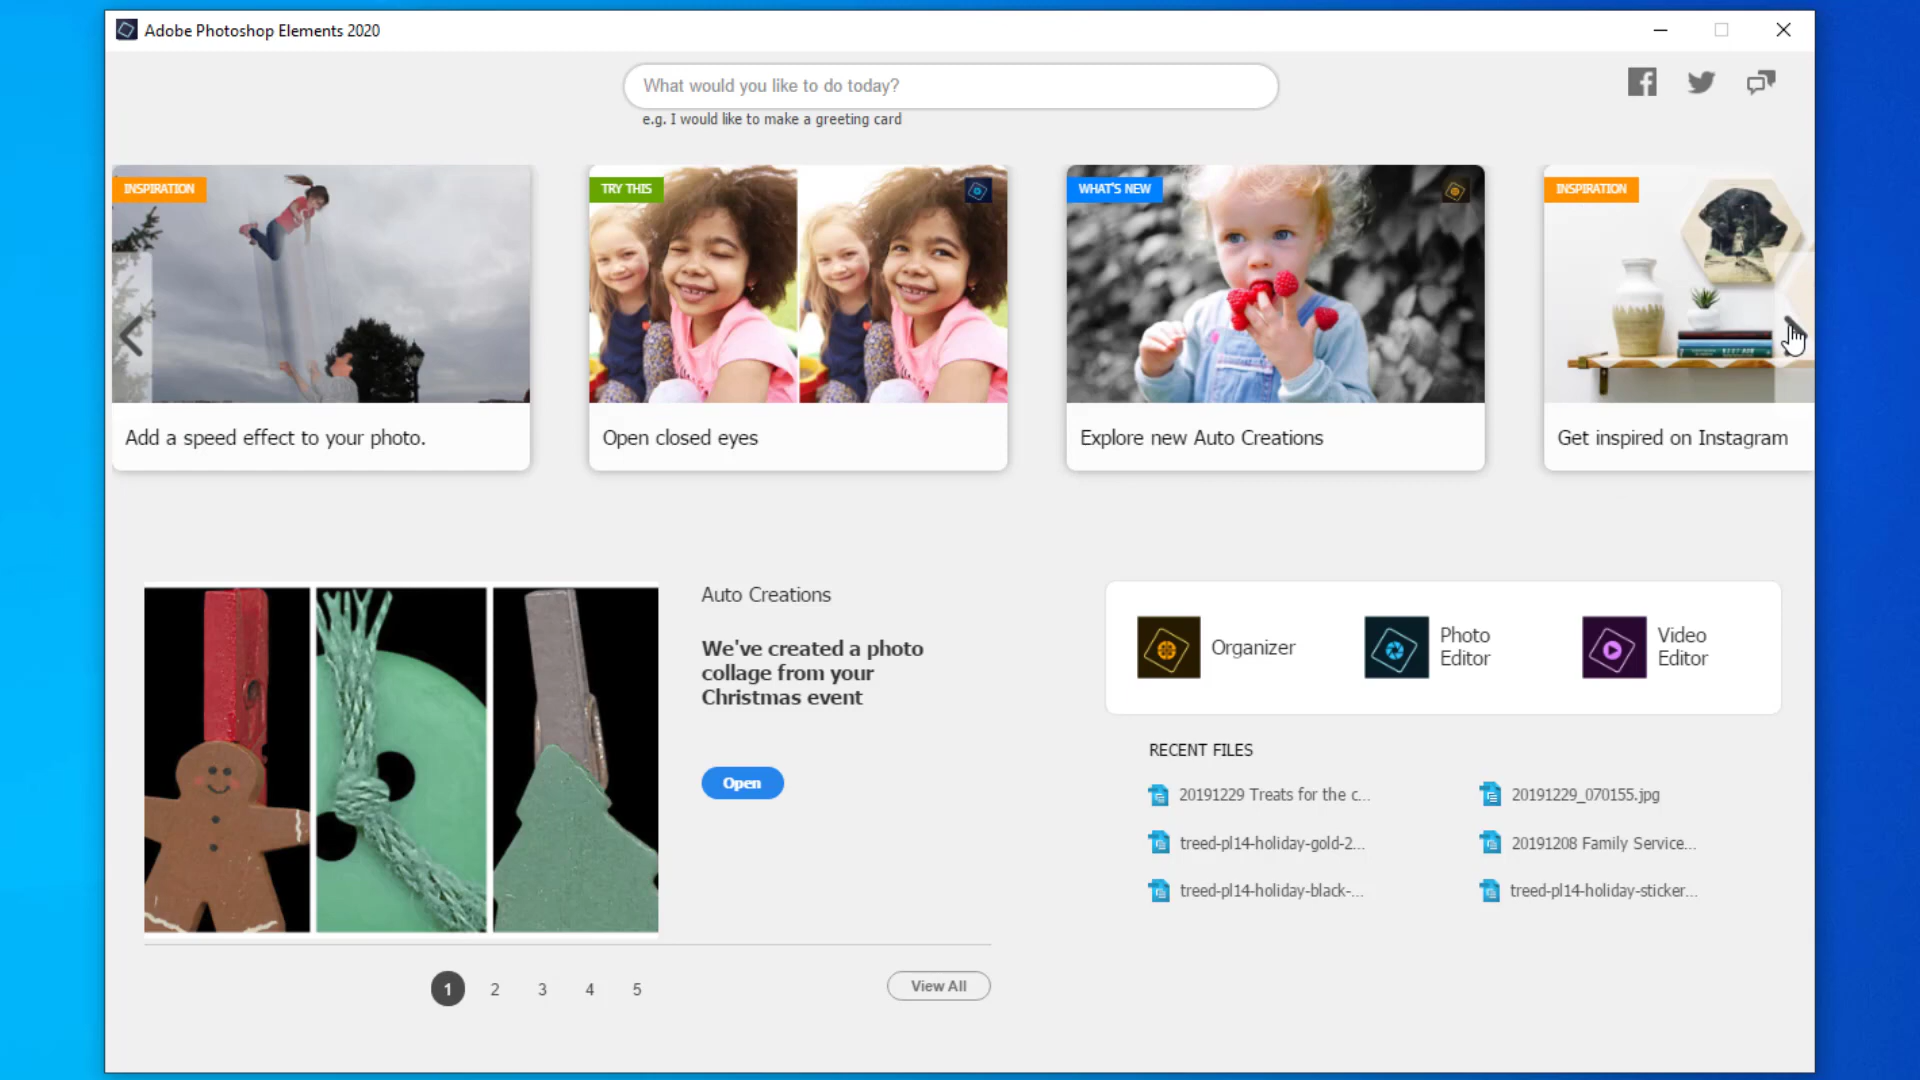 Adobe Photoshop Elements 2020
What would you like to do today?
e.g. I would like to make a greeting card
INSPIRATION
TRY THIS
WHAT'S NEW
INSPIRATION
Add a speed effect to your photo.
Open closed eyes
Explore new Auto Creations
Get inspired on Instagram
Auto Creations
We've created a photo
collage from your
Christmas event
Open
Organizer
Photo
Editor
Video
Editor
RECENT FILES
20191229 Treats for the c...
20191229_070155.jpg
treed-pl14-holiday-gold-2...
20191208 Family Service...
treed-pl14-holiday-black-...
treed-pl14-holiday-sticker...
1 2 3 4 5
View All